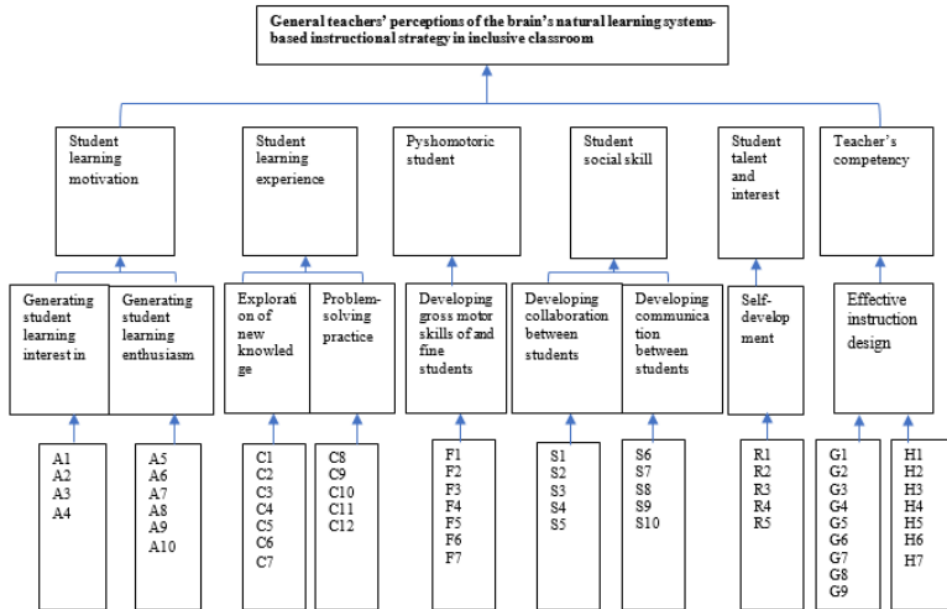 General teachers' perceptions of the brain's natural learning systems-
based instructional strategy in inclusive classroom
Student
learning
motivation
Student
learning
experience
Pyshomotoric
student
Student
social skill
Student
talent
and
interest
Teacher's
competency
Generating
student
learning
interest in
Generating
student
learning
enthusiasm
Explorati
on of
new
knowled
ge
Problem-
solving
practice
Developing
gross motor
skills of and
fine
students
Developing
collaboration
between
students
Developing
communica
tion
between
students
Self-
develop
ment
Effective
instruction
design
A1
A2
A3
A4
A5
A6
A7
A8
A9
A10
C1
C2
C3
C4
C5
C6
C7
C8
C9
C10
C11
C12
F1
F2
F3
F4
F5
F6
F7
S1
S2
S3
S4
S5
S6
S7
S8
S9
S10
R1
R2
R3
R4
R5
G1
G2
G3
G4
G5
G6
G7
G8
G9
H1
H2
H3
H4
H5
H6
H7